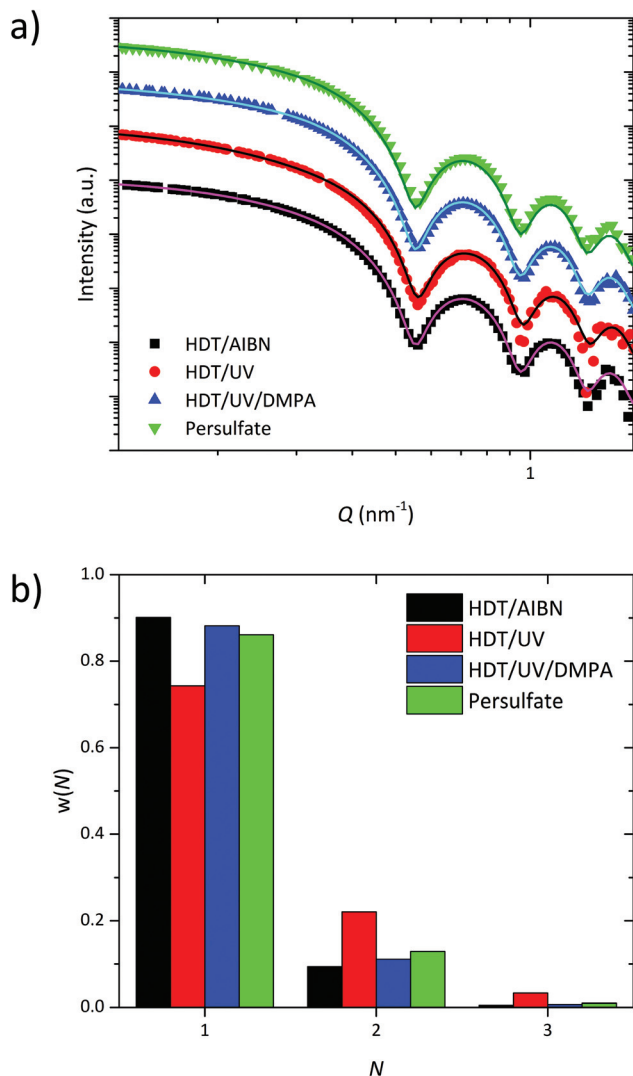 a)
Intensity (a.u.)
HDT/AIBN
HDT/UV
HDT/UV/DMPA
Persulfate
1
Q (nm⁻¹)
b)
1.0
0.8
0.6
0.4
0.2
0.0
w(N)
HDT/AIBN
HDT/UV
HDT/UV/DMPA
Persulfate
1 2 3
N